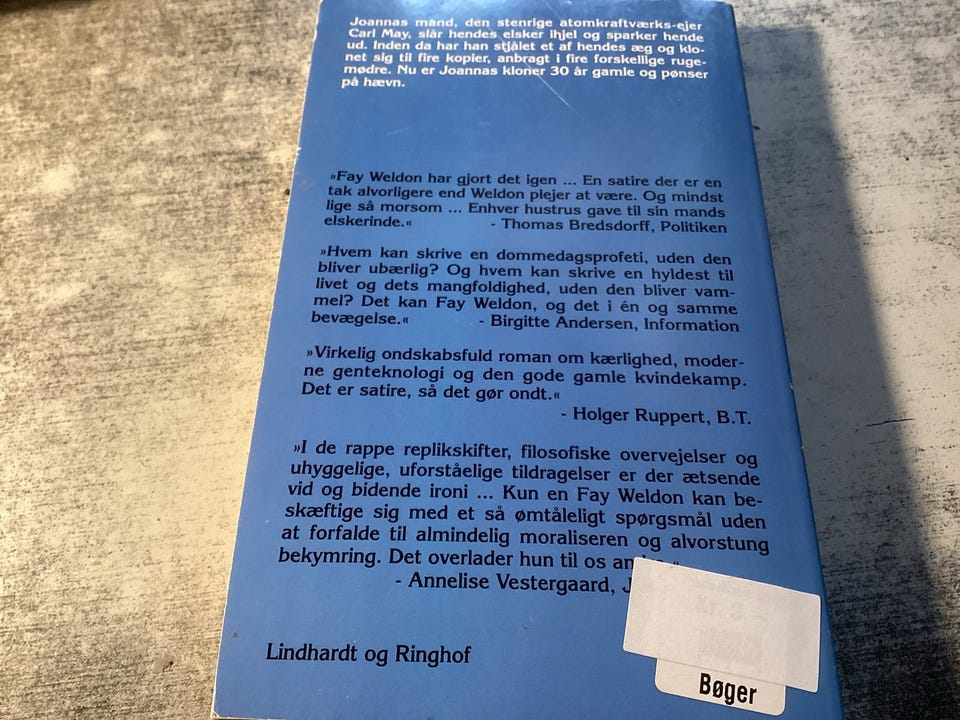 Joannas mand, den stenrige atomkraftværks-ejer
Carl May, slår hendes elsker ihjel og sparker hende
ud. Inden da har han stjålet et af hendes æg og klo-
net sig til fire kopier, anbragt i fire forskellige ruge-
mødre. Nu er Joannas kloner 30 år gamle og pønser
på hævn.
»Fay Weldon har gjort det igen ... En satire der er en
tak alvorligere end Weldon plejer at være. Og mindst
lige så morsom ... Enhver hustrus gave til sin mands
elskerinde.« - Thomas Bredsdorff, Politiken
»Hvem kan skrive en dommedagsprofeti, uden den
bliver ubærlig? Og hvem kan skrive en hyldest til
livet og dets mangfoldighed, uden den bliver vam-
mel? Det kan Fay Weldon, og det i én og samme
bevægelse.« - Birgitte Andersen, Information
»Virkelig ondskabsfuld roman om kærlighed, moder-
ne genteknologi og den gode gamle kvindekamp.
Det er satire, så det gør ondt.«
- Holger Ruppert, B.T.
»I de rappe replikskifter, filosofiske overvejelser og
uhyggelige, uforståelige tildragelser er der ætsende
vid og bidende ironi ... Kun en Fay Weldon kan be-
skæftige sig med et så ømtåleligt spørgsmål uden
at forfalde til almindelig moraliseren og alvorstung
bekymring. Det overlader hun til os
- Annelise Vestergaard,
Lindhardt og Ringhof
Bøger